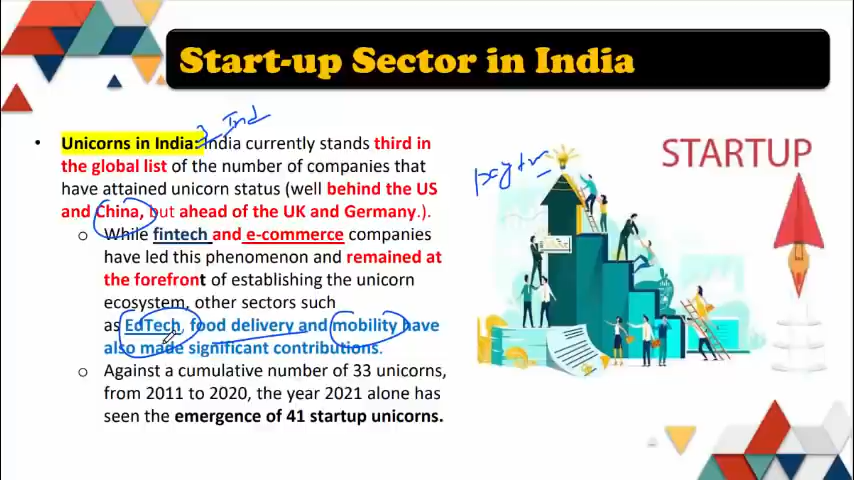 Start-up Sector in India
3 Ind
• Unicorns in India: India currently stands third in
the global list of the number of companies that
have attained unicorn status (well behind the US
and China, but ahead of the UK and Germany.).
o While fintech and e-commerce companies
have led this phenomenon and remained at
the forefront of establishing the unicorn
ecosystem, other sectors such
as EdTech, food delivery and mobility have
also made significant contributions.
o Against a cumulative number of 33 unicorns,
from 2011 to 2020, the year 2021 alone has
seen the emergence of 41 startup unicorns.
paytm
STARTUP